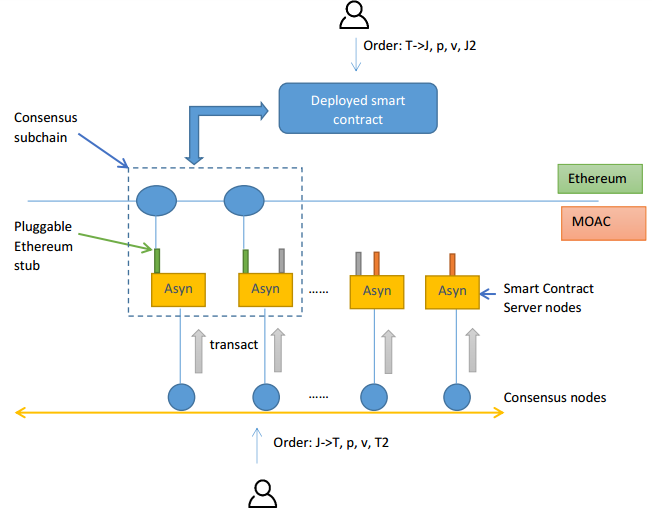 Order: T->J, p, v, J2
Deployed smart
contract
Consensus
subchain
Ethereum
MOAC
Pluggable
Ethereum
stub
Asyn
Asyn
......
Asyn
Asyn
Smart Contract
Server nodes
transact
......
Consensus nodes
Order: J->T, p, v, T2